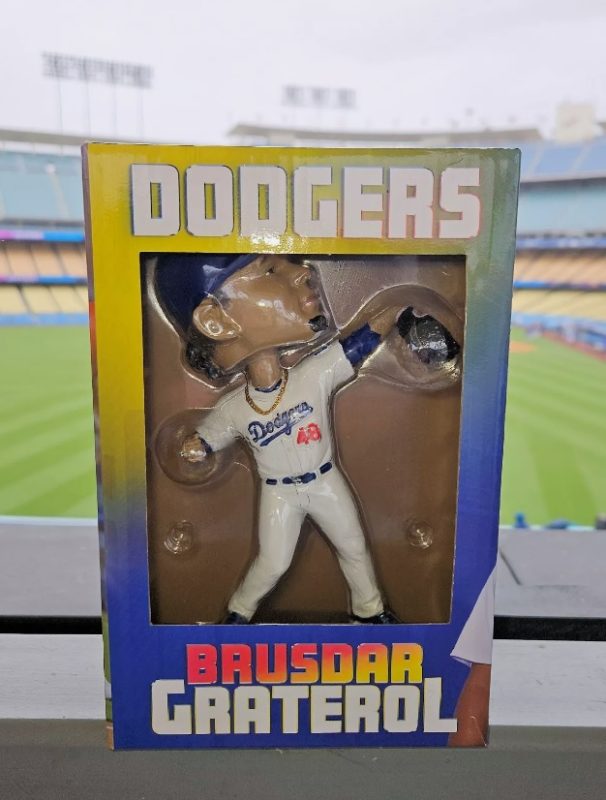 DODGERS
Dodgers
48
BRUSDAR
GRATEROL